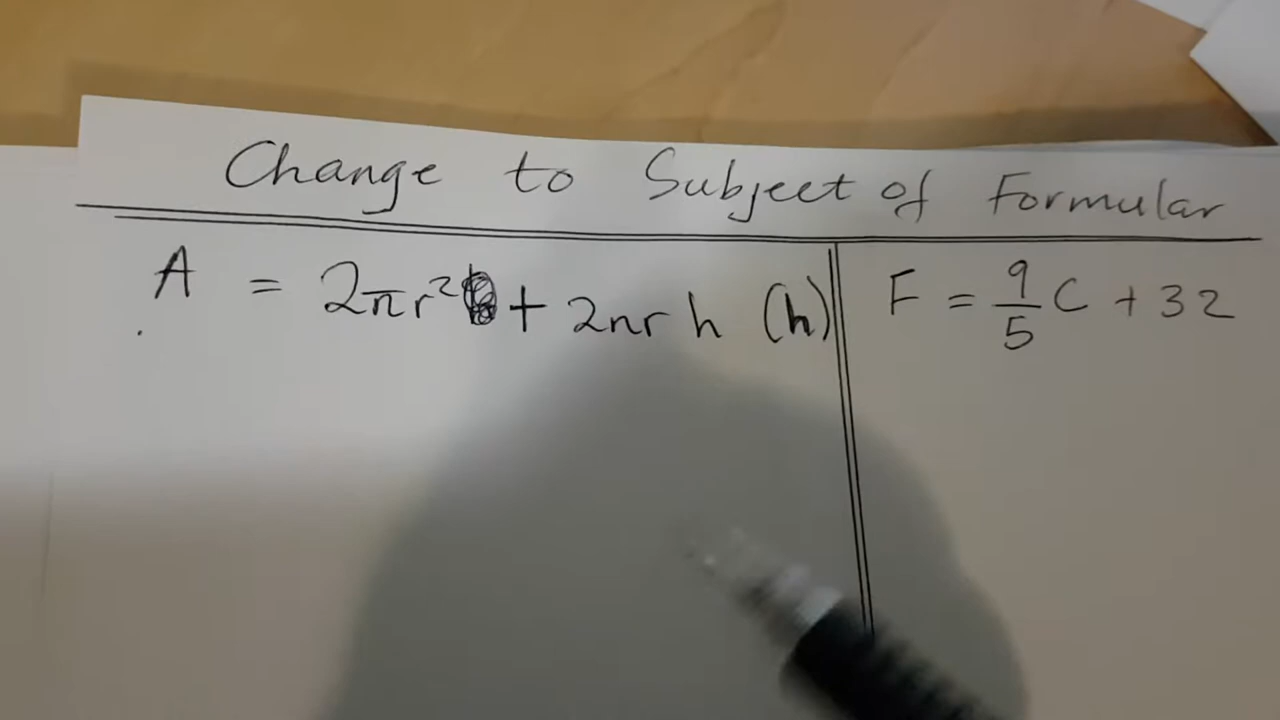 Change to Subject of Formular
A = 2πr² + 2πr h (h)
F = 9/5 C + 32